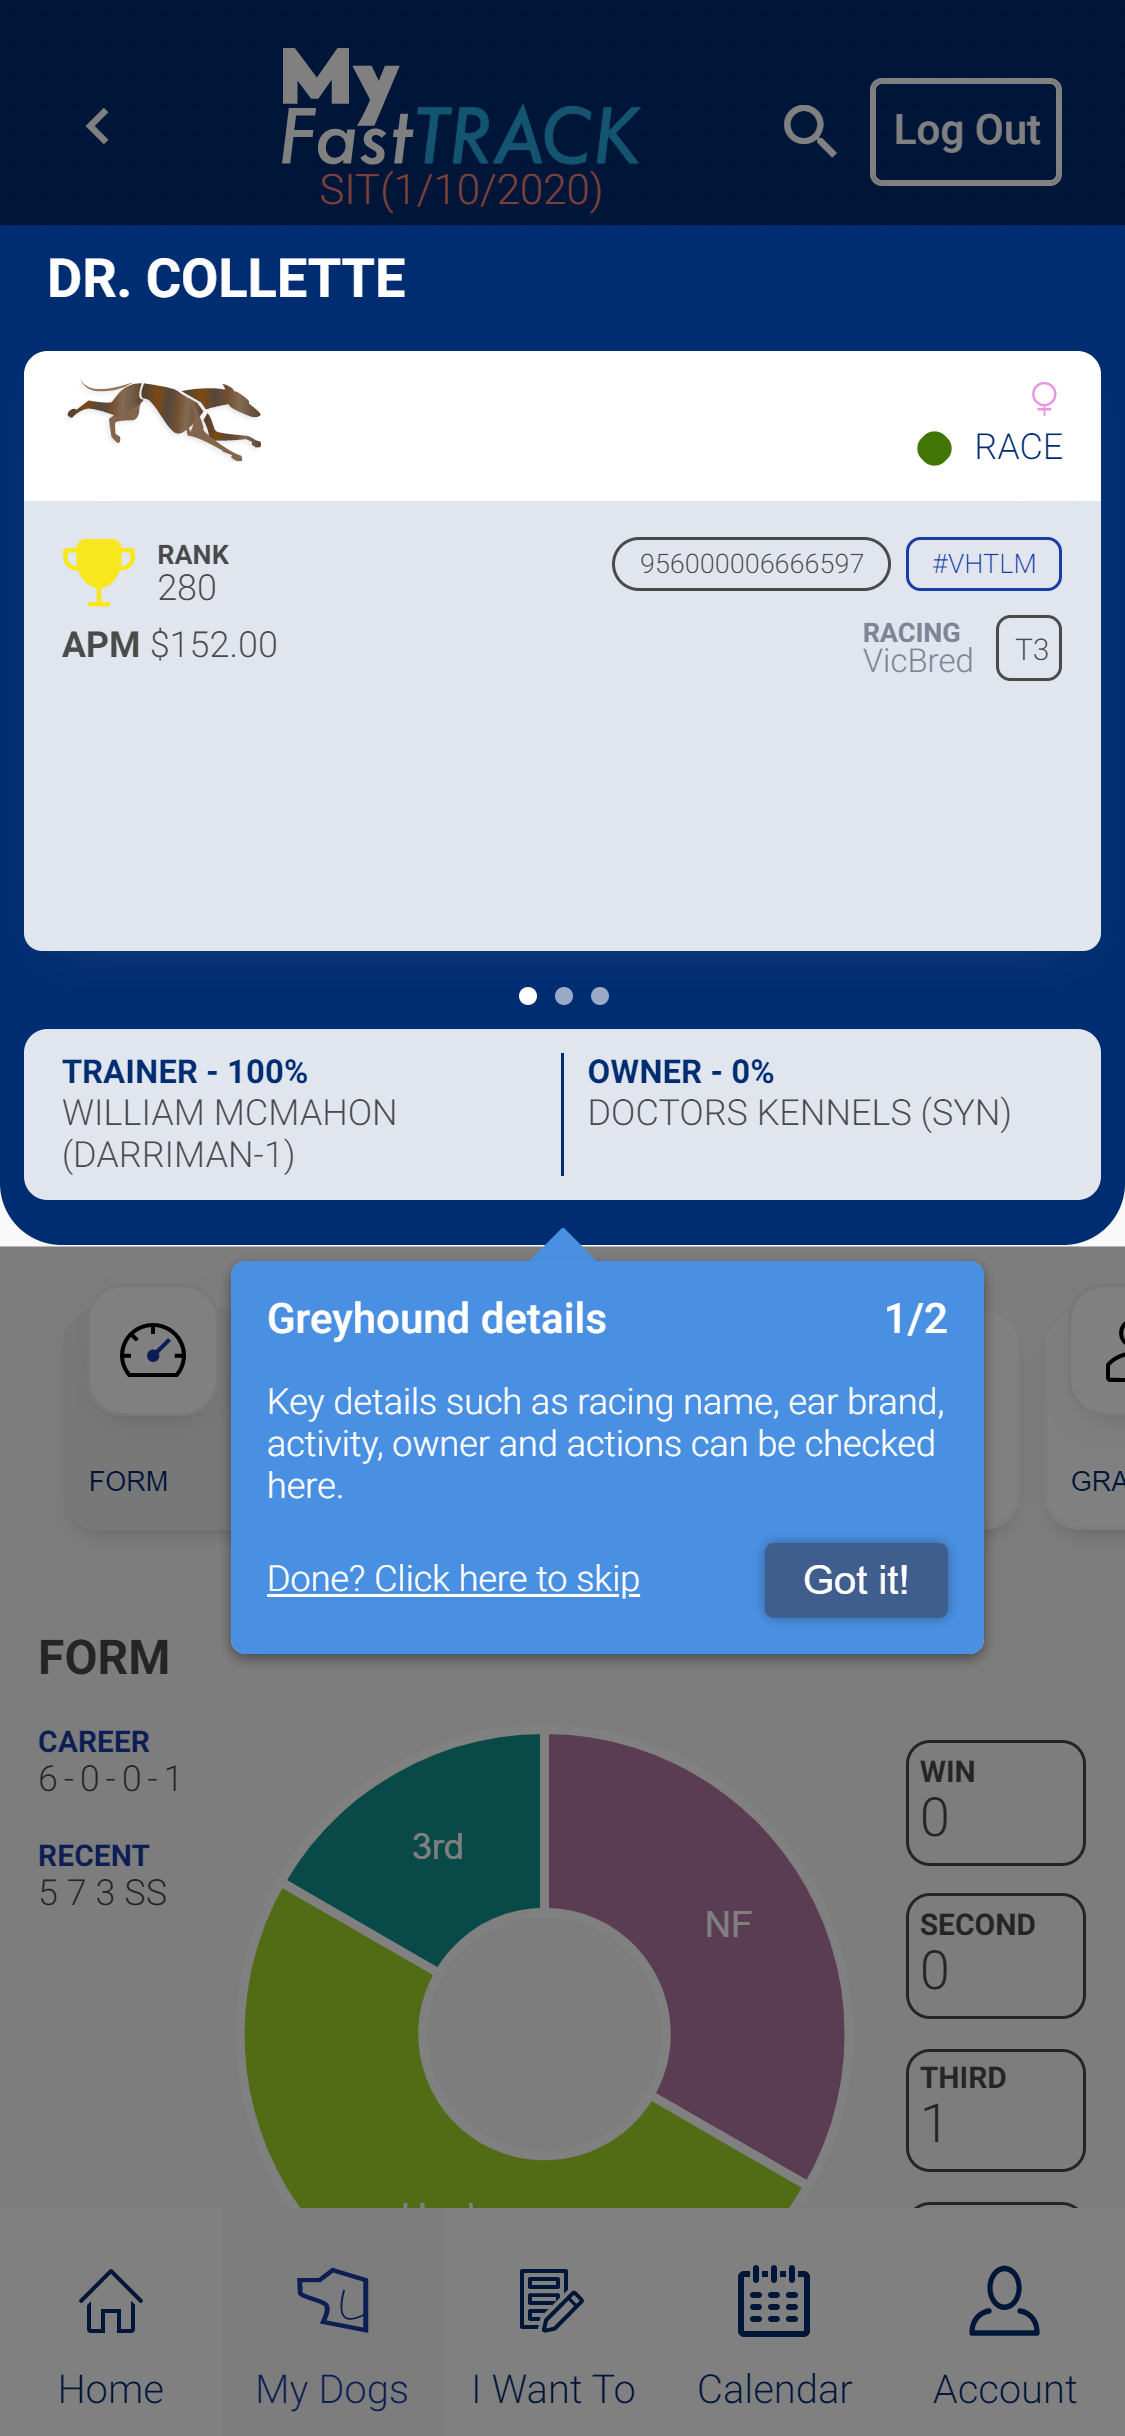 My
FastTRACK
SIT(1/10/2020)
Log Out
DR. COLLETTE
RACE
RANK
280
956000006666597
#VHTLM
APM $152.00
RACING
VicBred
T3
TRAINER - 100%
WILLIAM MCMAHON
(DARRIMAN-1)
OWNER - 0%
DOCTORS KENNELS (SYN)
Greyhound details
1/2
Key details such as racing name, ear brand,
activity, owner and actions can be checked
here.
Done? Click here to skip
Got it!
FORM
GRA
FORM
CAREER
6-0-0-1
RECENT
5 7 3 SS
3rd
NF
WIN
0
SECOND
0
THIRD
1
Home
My Dogs
I Want To
Calendar
Account